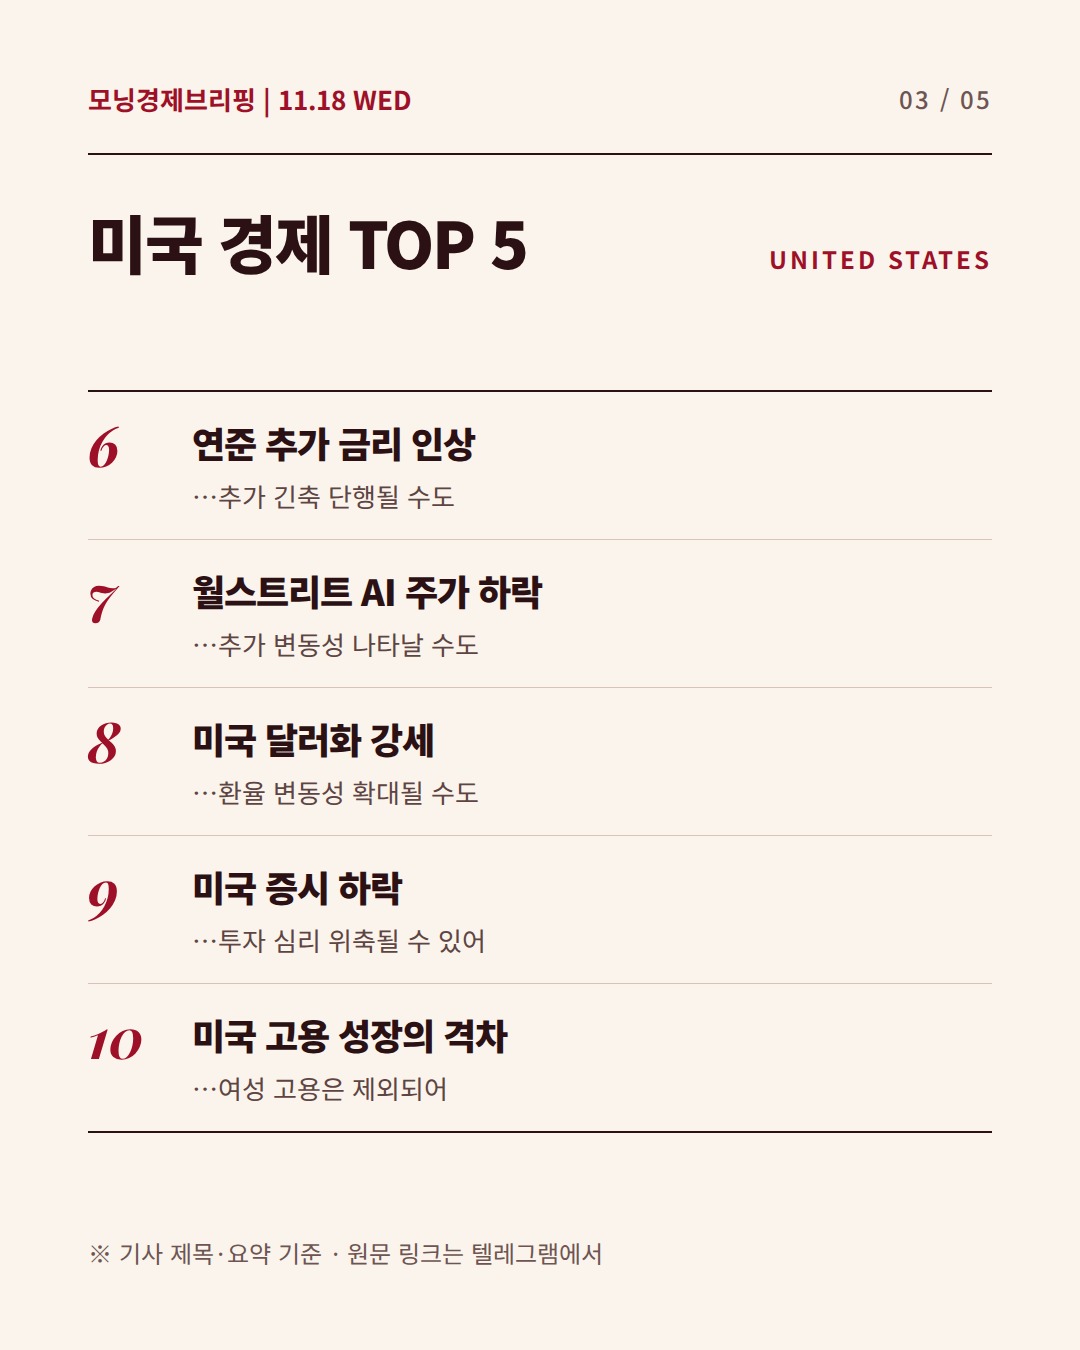 모닝경제브리핑 | 11.18 WED
03 / 05
미국 경제 TOP 5
UNITED STATES
6
연준 추가 금리 인상
…추가 긴축 단행될 수도
7
월스트리트 AI 주가 하락
…추가 변동성 나타날 수도
8
미국 달러화 강세
…환율 변동성 확대될 수도
9
미국 증시 하락
…투자 심리 위축될 수 있어
10
미국 고용 성장의 격차
…여성 고용은 제외되어
※ 기사 제목·요약 기준 · 원문 링크는 텔레그램에서